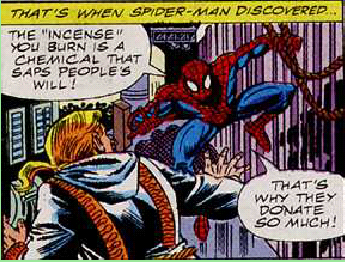 THAT'S WHEN SPIDER-MAN DISCOVERED...
THE "INCENSE"
YOU BURN IS A
CHEMICAL THAT
SAPS PEOPLE'S
WILL!
THAT'S
WHY THEY
DONATE
SO MUCH!